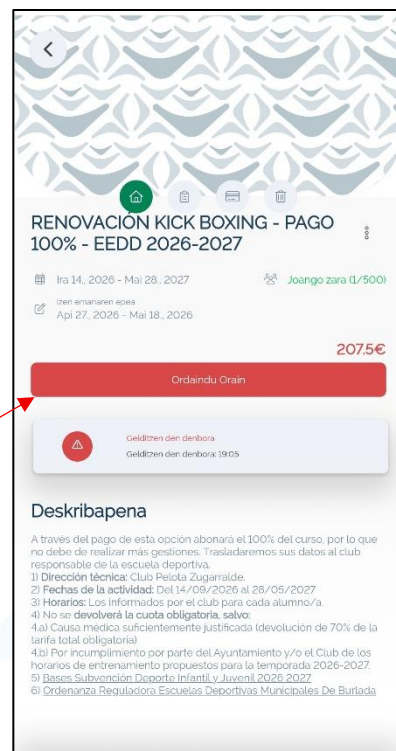 RENOVACIÓN KICK BOXING - PAGO
100% - EEDD 2026-2027
Ira 14., 2026 - Mai 28., 2027
Joango zara (1/500)
Izen emanaren epea
Api 27., 2026 - Mai 18., 2026
207.5€
Ordaindu Orain
Gelditzen den denbora
Gelditzen den denbora: 19:05
Deskribapena
A través del pago de esta opción abonará el 100% del curso, por lo que
no debe de realizar más gestiones. Trasladaremos sus datos al club
responsable de la escuela deportiva.
1) Dirección técnica: Club Pelota Zugarralde.
2) Fechas de la actividad: Del 14/09/2026 al 28/05/2027
3) Horarios: Los informados por el club para cada alumno/a.
4) No se devolverá la cuota obligatoria, salvo:
4.a) Causa médica suficientemente justificada (devolución de 70% de la
tarifa total obligatoria)
4.b) Por incumplimiento por parte del Ayuntamiento y/o el Club de los
horarios de entrenamiento propuestos para la temporada 2026-2027.
5) Bases Subvención Deporte Infantil y Juvenil 2026 2027
6) Ordenanza Reguladora Escuelas Deportivas Municipales De Burlada